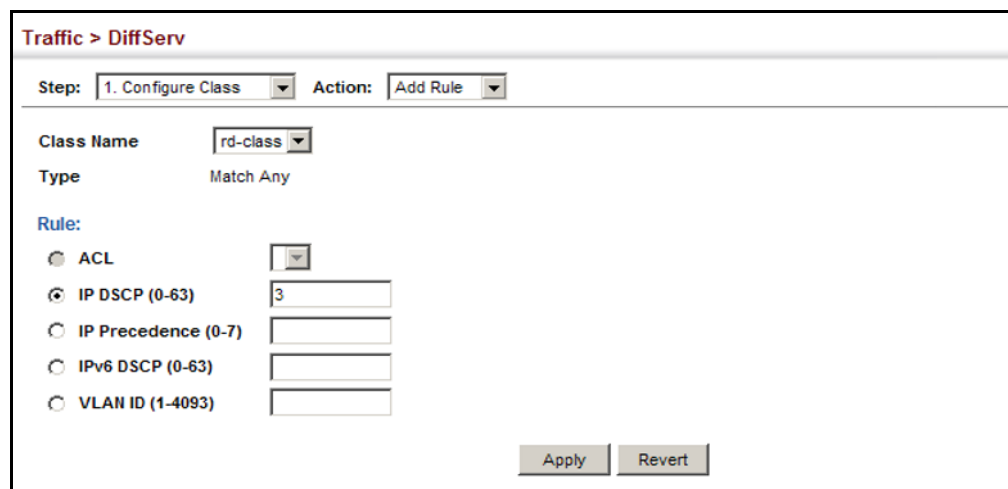 Traffic > DiffServ
Step: 1. Configure Class Action: Add Rule
Class Name rd-class
Type Match Any
Rule:
ACL
IP DSCP (0-63) 3
IP Precedence (0-7)
IPv6 DSCP (0-63)
VLAN ID (1-4093)
Apply Revert